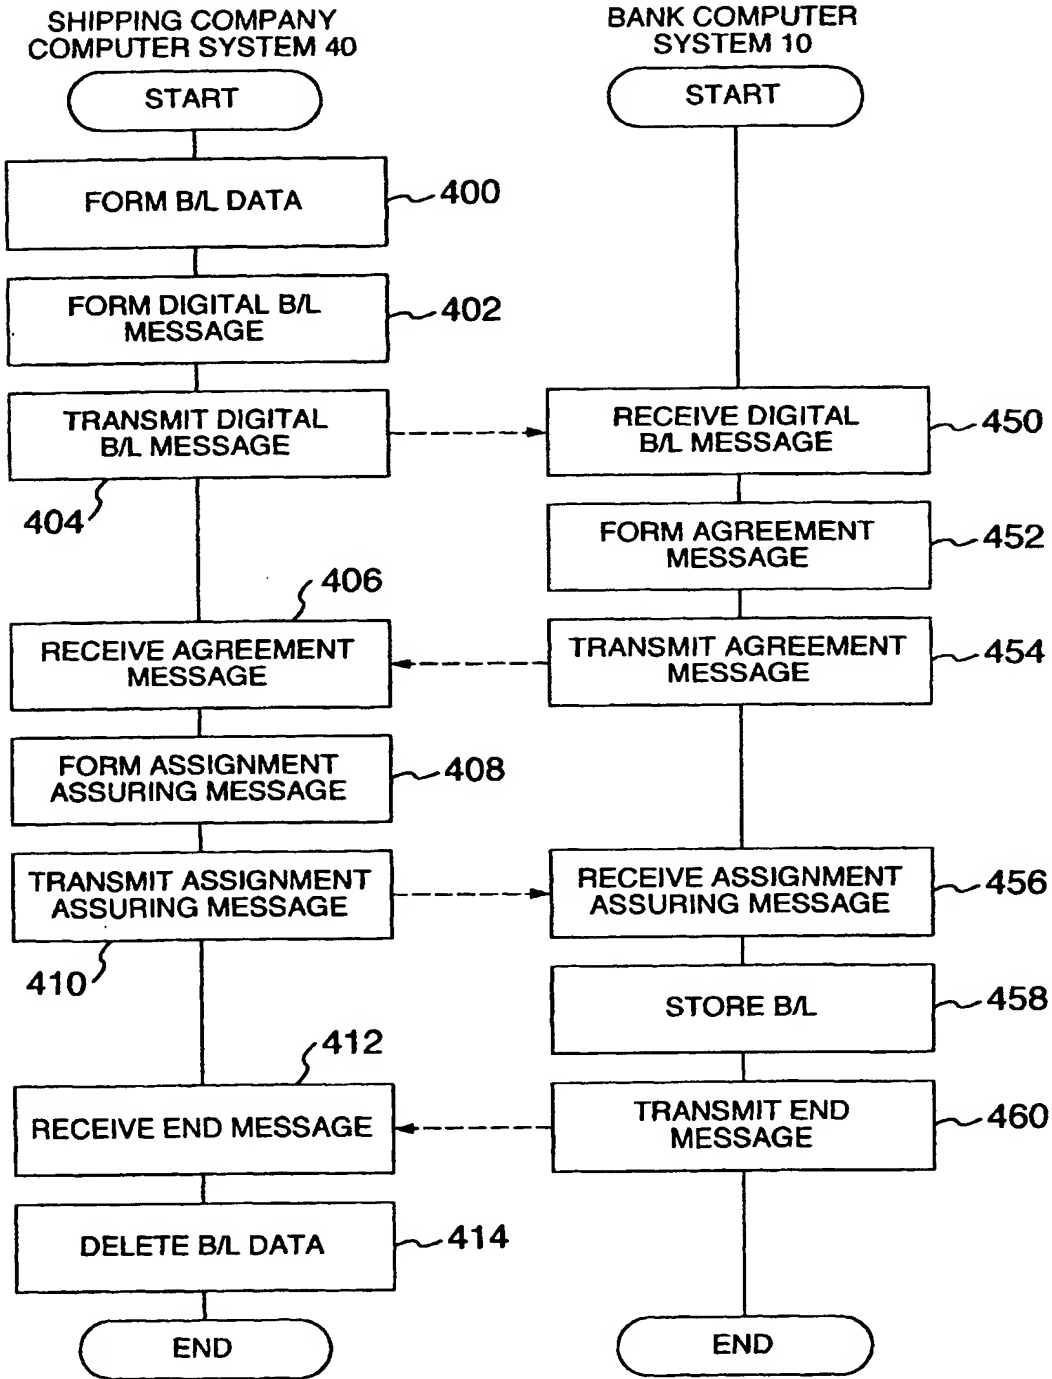 SHIPPING COMPANY
COMPUTER SYSTEM 40
START
FORM B/L DATA
400
FORM DIGITAL B/L
MESSAGE
402
TRANSMIT DIGITAL
B/L MESSAGE
404
406
RECEIVE AGREEMENT
MESSAGE
FORM ASSIGNMENT
ASSURING MESSAGE
408
TRANSMIT ASSIGNMENT
ASSURING MESSAGE
410
412
RECEIVE END MESSAGE
DELETE B/L DATA
414
END
BANK COMPUTER
SYSTEM 10
START
RECEIVE DIGITAL
B/L MESSAGE
450
FORM AGREEMENT
MESSAGE
452
TRANSMIT AGREEMENT
MESSAGE
454
RECEIVE ASSIGNMENT
ASSURING MESSAGE
456
STORE B/L
458
TRANSMIT END
MESSAGE
460
END